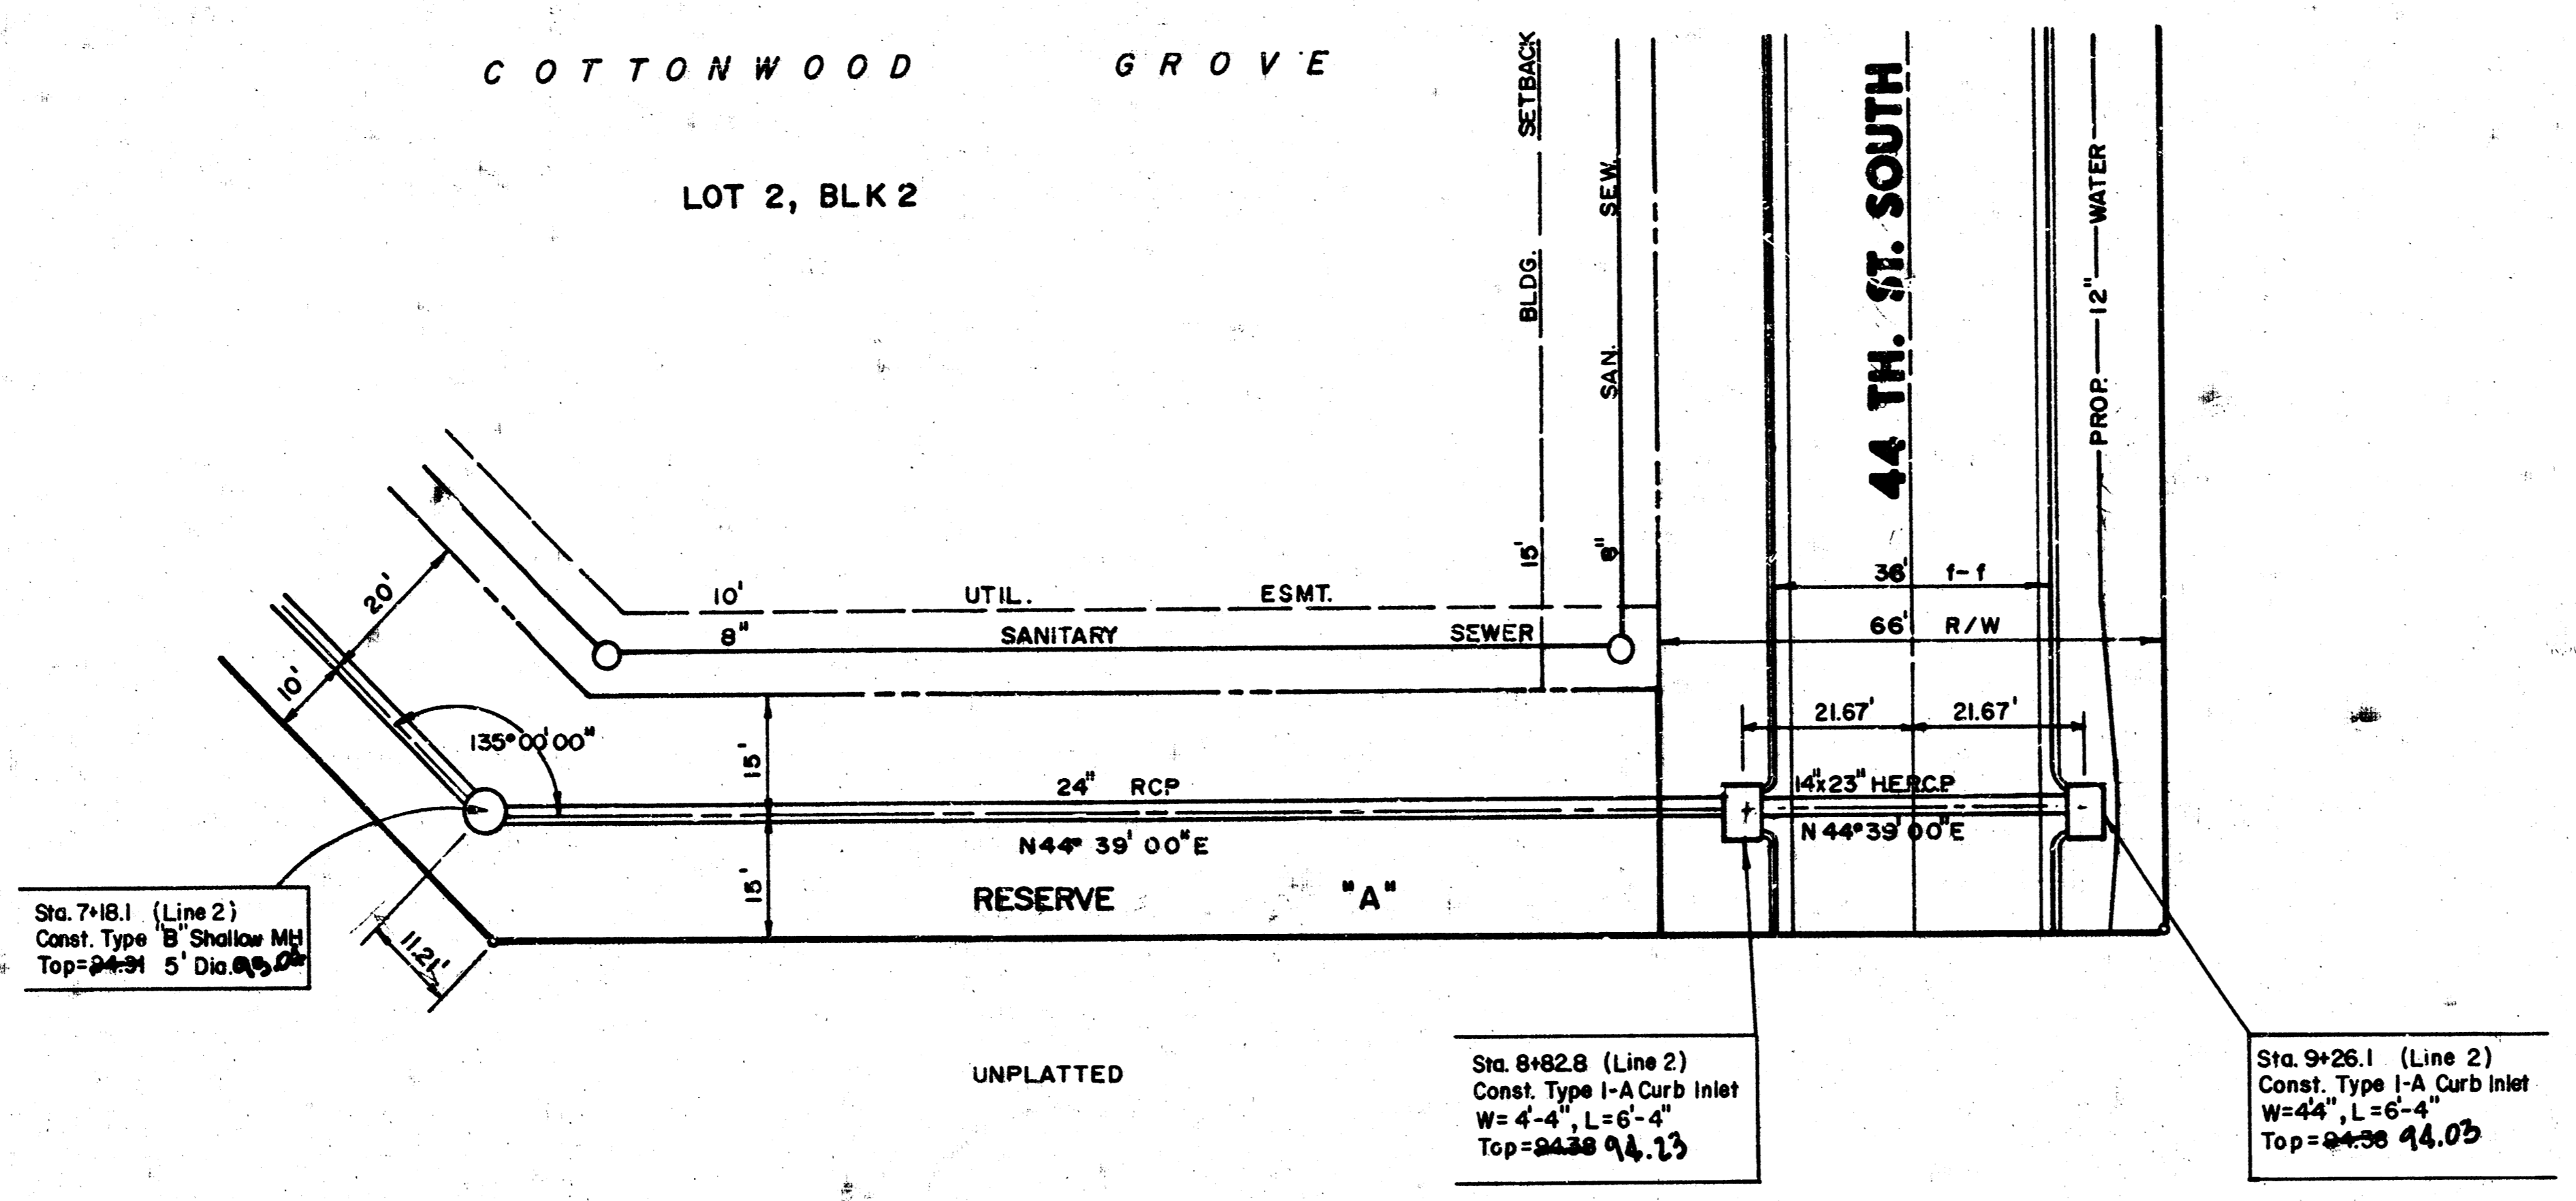 COTTONWOOD GROVE
LOT 2, BLK 2
15' BLDG. SETBACK
8" SAN. SEW.
44 TH. ST. SOUTH
PROP. 12" WATER
36' f-f
66' R/W
10' UTIL. ESMT.
8" SANITARY SEWER
20'
10'
135°00'00"
15'
15'
21.67' 21.67'
24" RCP
14"x23" H.E.R.C.P.
N44° 39' 00"E
N 44°39' 00"E
RESERVE "A"
11.21'
Sta. 7+18.1 (Line 2)
Const. Type "B" Shallow MH
Top=94.91 5' Dia.
UNPLATTED
Sta. 8+82.8 (Line 2)
Const. Type I-A Curb Inlet
W= 4'-4", L=6'-4"
Top=94.38 94.23
Sta. 9+26.1 (Line 2)
Const. Type I-A Curb Inlet
W=4'4", L=6'-4"
Top=94.38 94.03